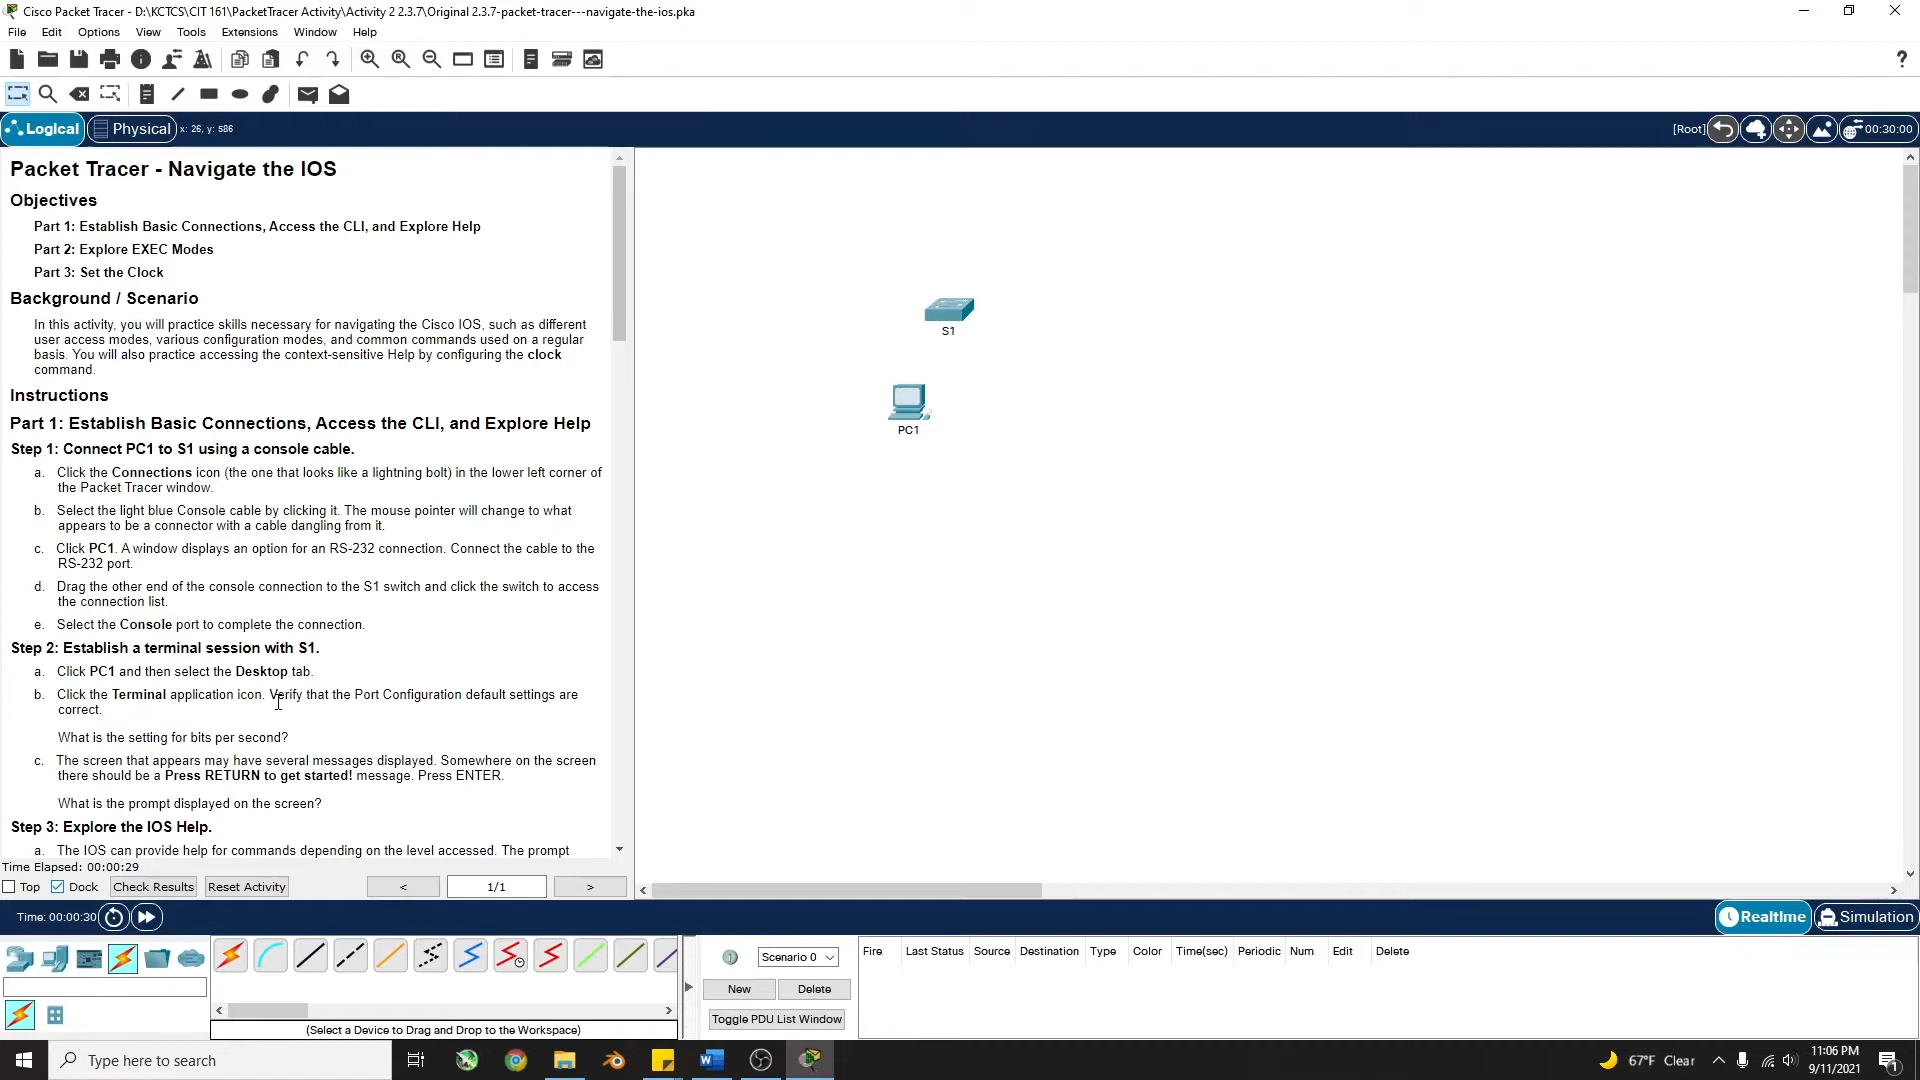 Cisco Packet Tracer - D:\KCTCS\CIT 161\PacketTracer Activity\Activity 2 2.3.7\Original 2.3.7-packet-tracer---navigate-the-ios.pka
File Edit Options View Tools Extensions Window Help
?
Logical Physical x: 26, y: 586 [Root] 00:30:00
Packet Tracer - Navigate the IOS
Objectives
Part 1: Establish Basic Connections, Access the CLI, and Explore Help
Part 2: Explore EXEC Modes
Part 3: Set the Clock
Background / Scenario
In this activity, you will practice skills necessary for navigating the Cisco IOS, such as different
user access modes, various configuration modes, and common commands used on a regular
basis. You will also practice accessing the context-sensitive Help by configuring the clock
command.
Instructions
Part 1: Establish Basic Connections, Access the CLI, and Explore Help
Step 1: Connect PC1 to S1 using a console cable.
a. Click the Connections icon (the one that looks like a lightning bolt) in the lower left corner of
the Packet Tracer window.
b. Select the light blue Console cable by clicking it. The mouse pointer will change to what
appears to be a connector with a cable dangling from it.
c. Click PC1. A window displays an option for an RS-232 connection. Connect the cable to the
RS-232 port.
d. Drag the other end of the console connection to the S1 switch and click the switch to access
the connection list.
e. Select the Console port to complete the connection.
Step 2: Establish a terminal session with S1.
a. Click PC1 and then select the Desktop tab.
b. Click the Terminal application icon. Verify that the Port Configuration default settings are
correct.
What is the setting for bits per second?
c. The screen that appears may have several messages displayed. Somewhere on the screen
there should be a Press RETURN to get started! message. Press ENTER.
What is the prompt displayed on the screen?
Step 3: Explore the IOS Help.
a. The IOS can provide help for commands depending on the level accessed. The prompt
S1
PC1
Time Elapsed: 00:00:29
Top Dock Check Results Reset Activity < 1/1 >
Time: 00:00:30 Realtime Simulation
Scenario 0
New Delete
Toggle PDU List Window
(Select a Device to Drag and Drop to the Workspace)
Fire Last Status Source Destination Type Color Time(sec) Periodic Num Edit Delete
Type here to search
67°F Clear
11:06 PM
9/11/2021
1